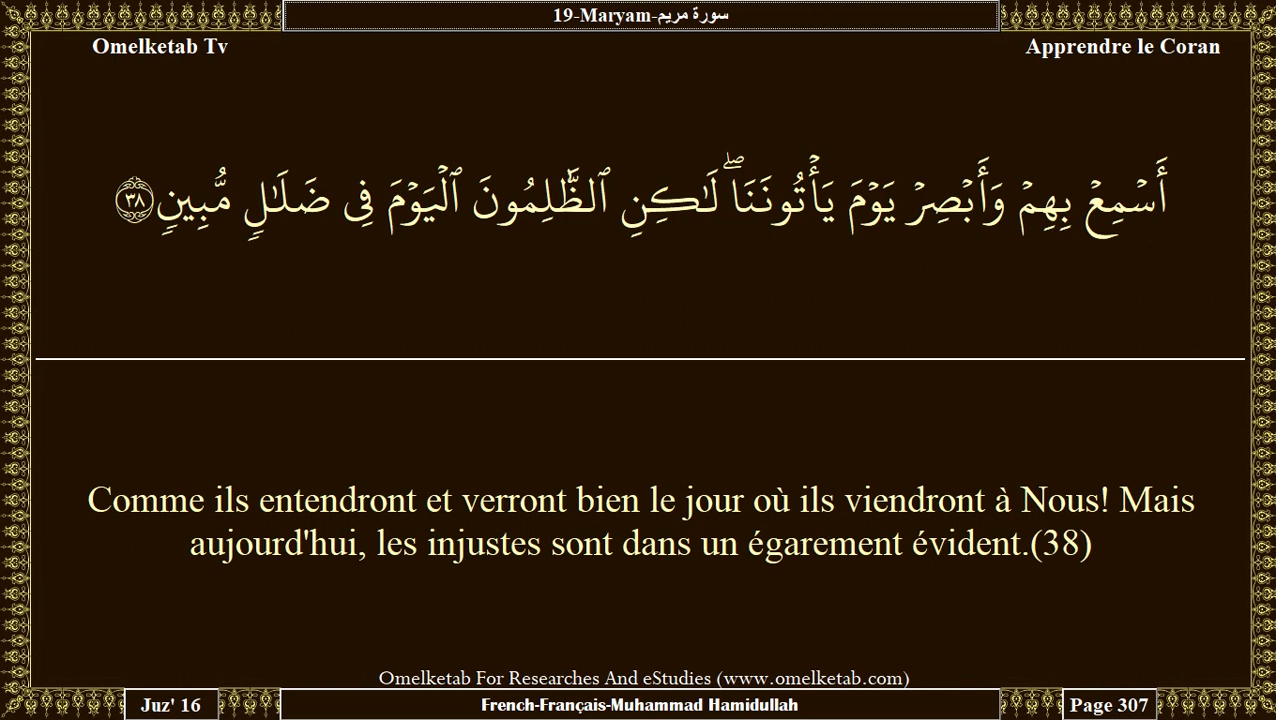 19-Maryam-سورة مريم
Omelketab Tv
Apprendre le Coran
أَسْمِعْ بِهِمْ وَأَبْصِرْ يَوْمَ يَأْتُونَنَا ۖ لَٰكِنِ ٱلظَّٰلِمُونَ ٱلْيَوْمَ فِى ضَلَٰلٍ مُّبِينٍ ٣٨
Comme ils entendront et verront bien le jour où ils viendront à Nous! Mais
aujourd'hui, les injustes sont dans un égarement évident.(38)
Omelketab For Researches And eStudies (www.omelketab.com)
Juz' 16
French-Français-Muhammad Hamidullah
Page 307